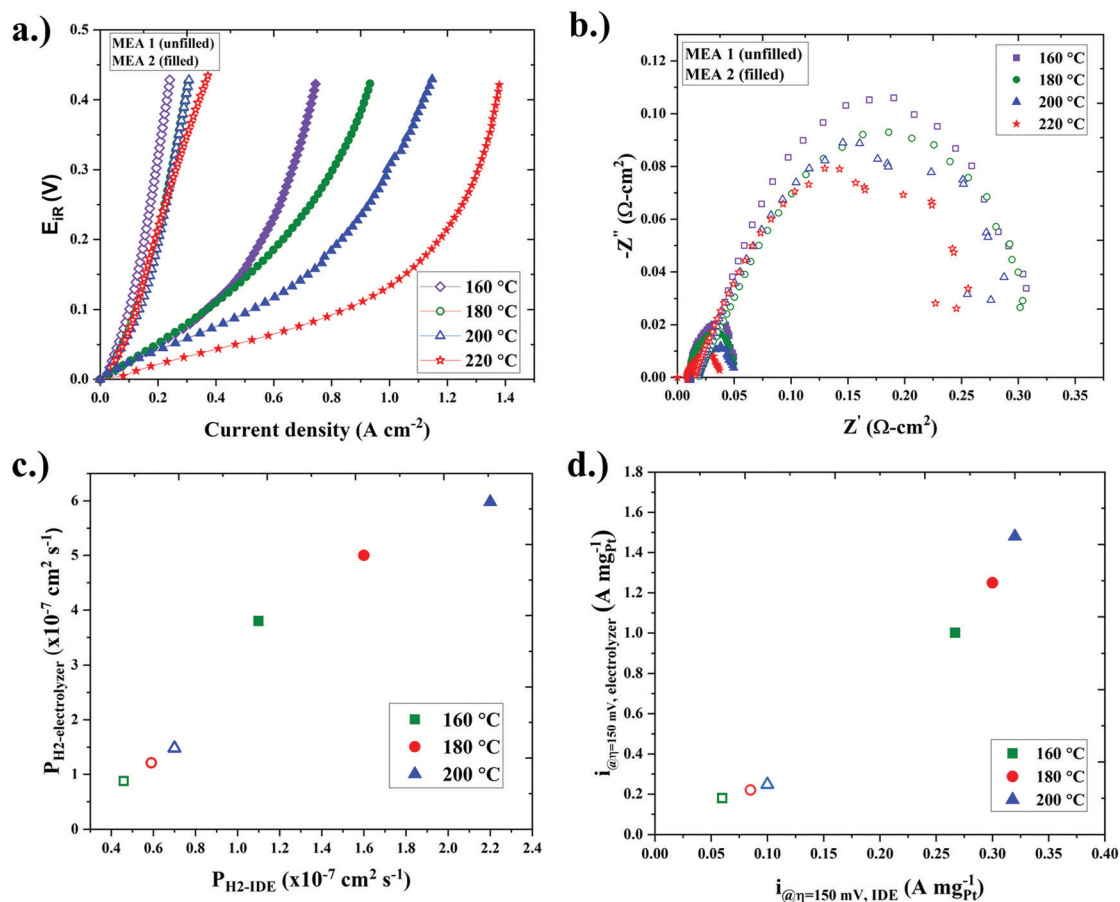 a.)
MEA 1 (unfilled)
MEA 2 (filled)
E_iR (V)
0.5
0.4
0.3
0.2
0.1
0.0
160 °C
180 °C
200 °C
220 °C
0.0 0.2 0.4 0.6 0.8 1.0 1.2 1.4
Current density (A cm⁻²)
b.)
MEA 1 (unfilled)
MEA 2 (filled)
160 °C
180 °C
200 °C
220 °C
-Z'' (Ω-cm²)
-0.12
0.10
0.08
0.06
0.04
0.02
0.00
0.00 0.05 0.10 0.15 0.20 0.25 0.30 0.35
Z' (Ω-cm²)
c.)
P_H2-electrolyzer (x10⁻⁷ cm² s⁻¹)
6
5
4
3
2
1
0
160 °C
180 °C
200 °C
0.4 0.6 0.8 1.0 1.2 1.4 1.6 1.8 2.0 2.2 2.4
P_H2-IDE (x10⁻⁷ cm² s⁻¹)
d.)
i_@η=150 mV, electrolyzer (A mg_Pt⁻¹)
1.8
1.6
1.4
1.2
1.0
0.8
0.6
0.4
0.2
0.0
160 °C
180 °C
200 °C
0.00 0.05 0.10 0.15 0.20 0.25 0.30 0.35 0.40
i_@η=150 mV, IDE (A mg_Pt⁻¹)